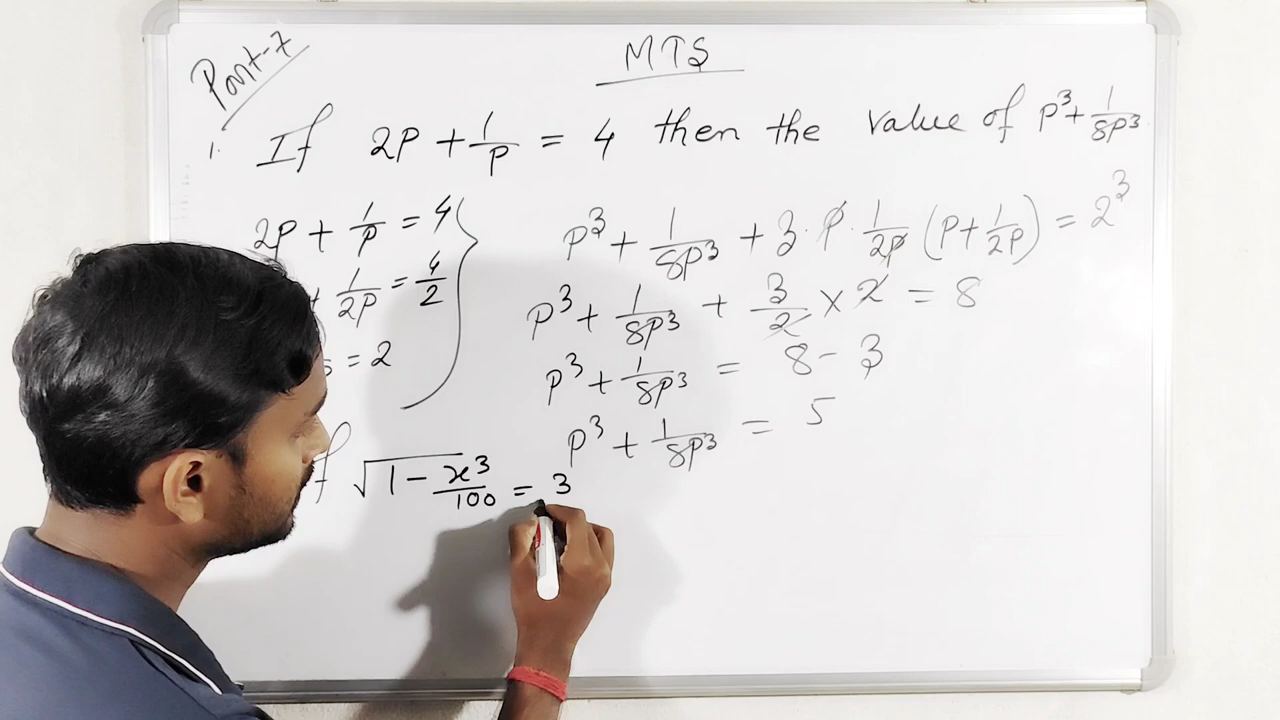 Part-7
MTS
1. If 2P + 1/P = 4 then the value of P³ + 1/8P³
2P + 1/P = 4
1/2P = 4/2
= 2
P³ + 1/8P³ + 3·P·1/2P (P + 1/2P) = 2³
P³ + 1/8P³ + 3/2 × 2 = 8
P³ + 1/8P³ = 8 - 3
P³ + 1/8P³ = 5
f √1 - x³/100 = 3